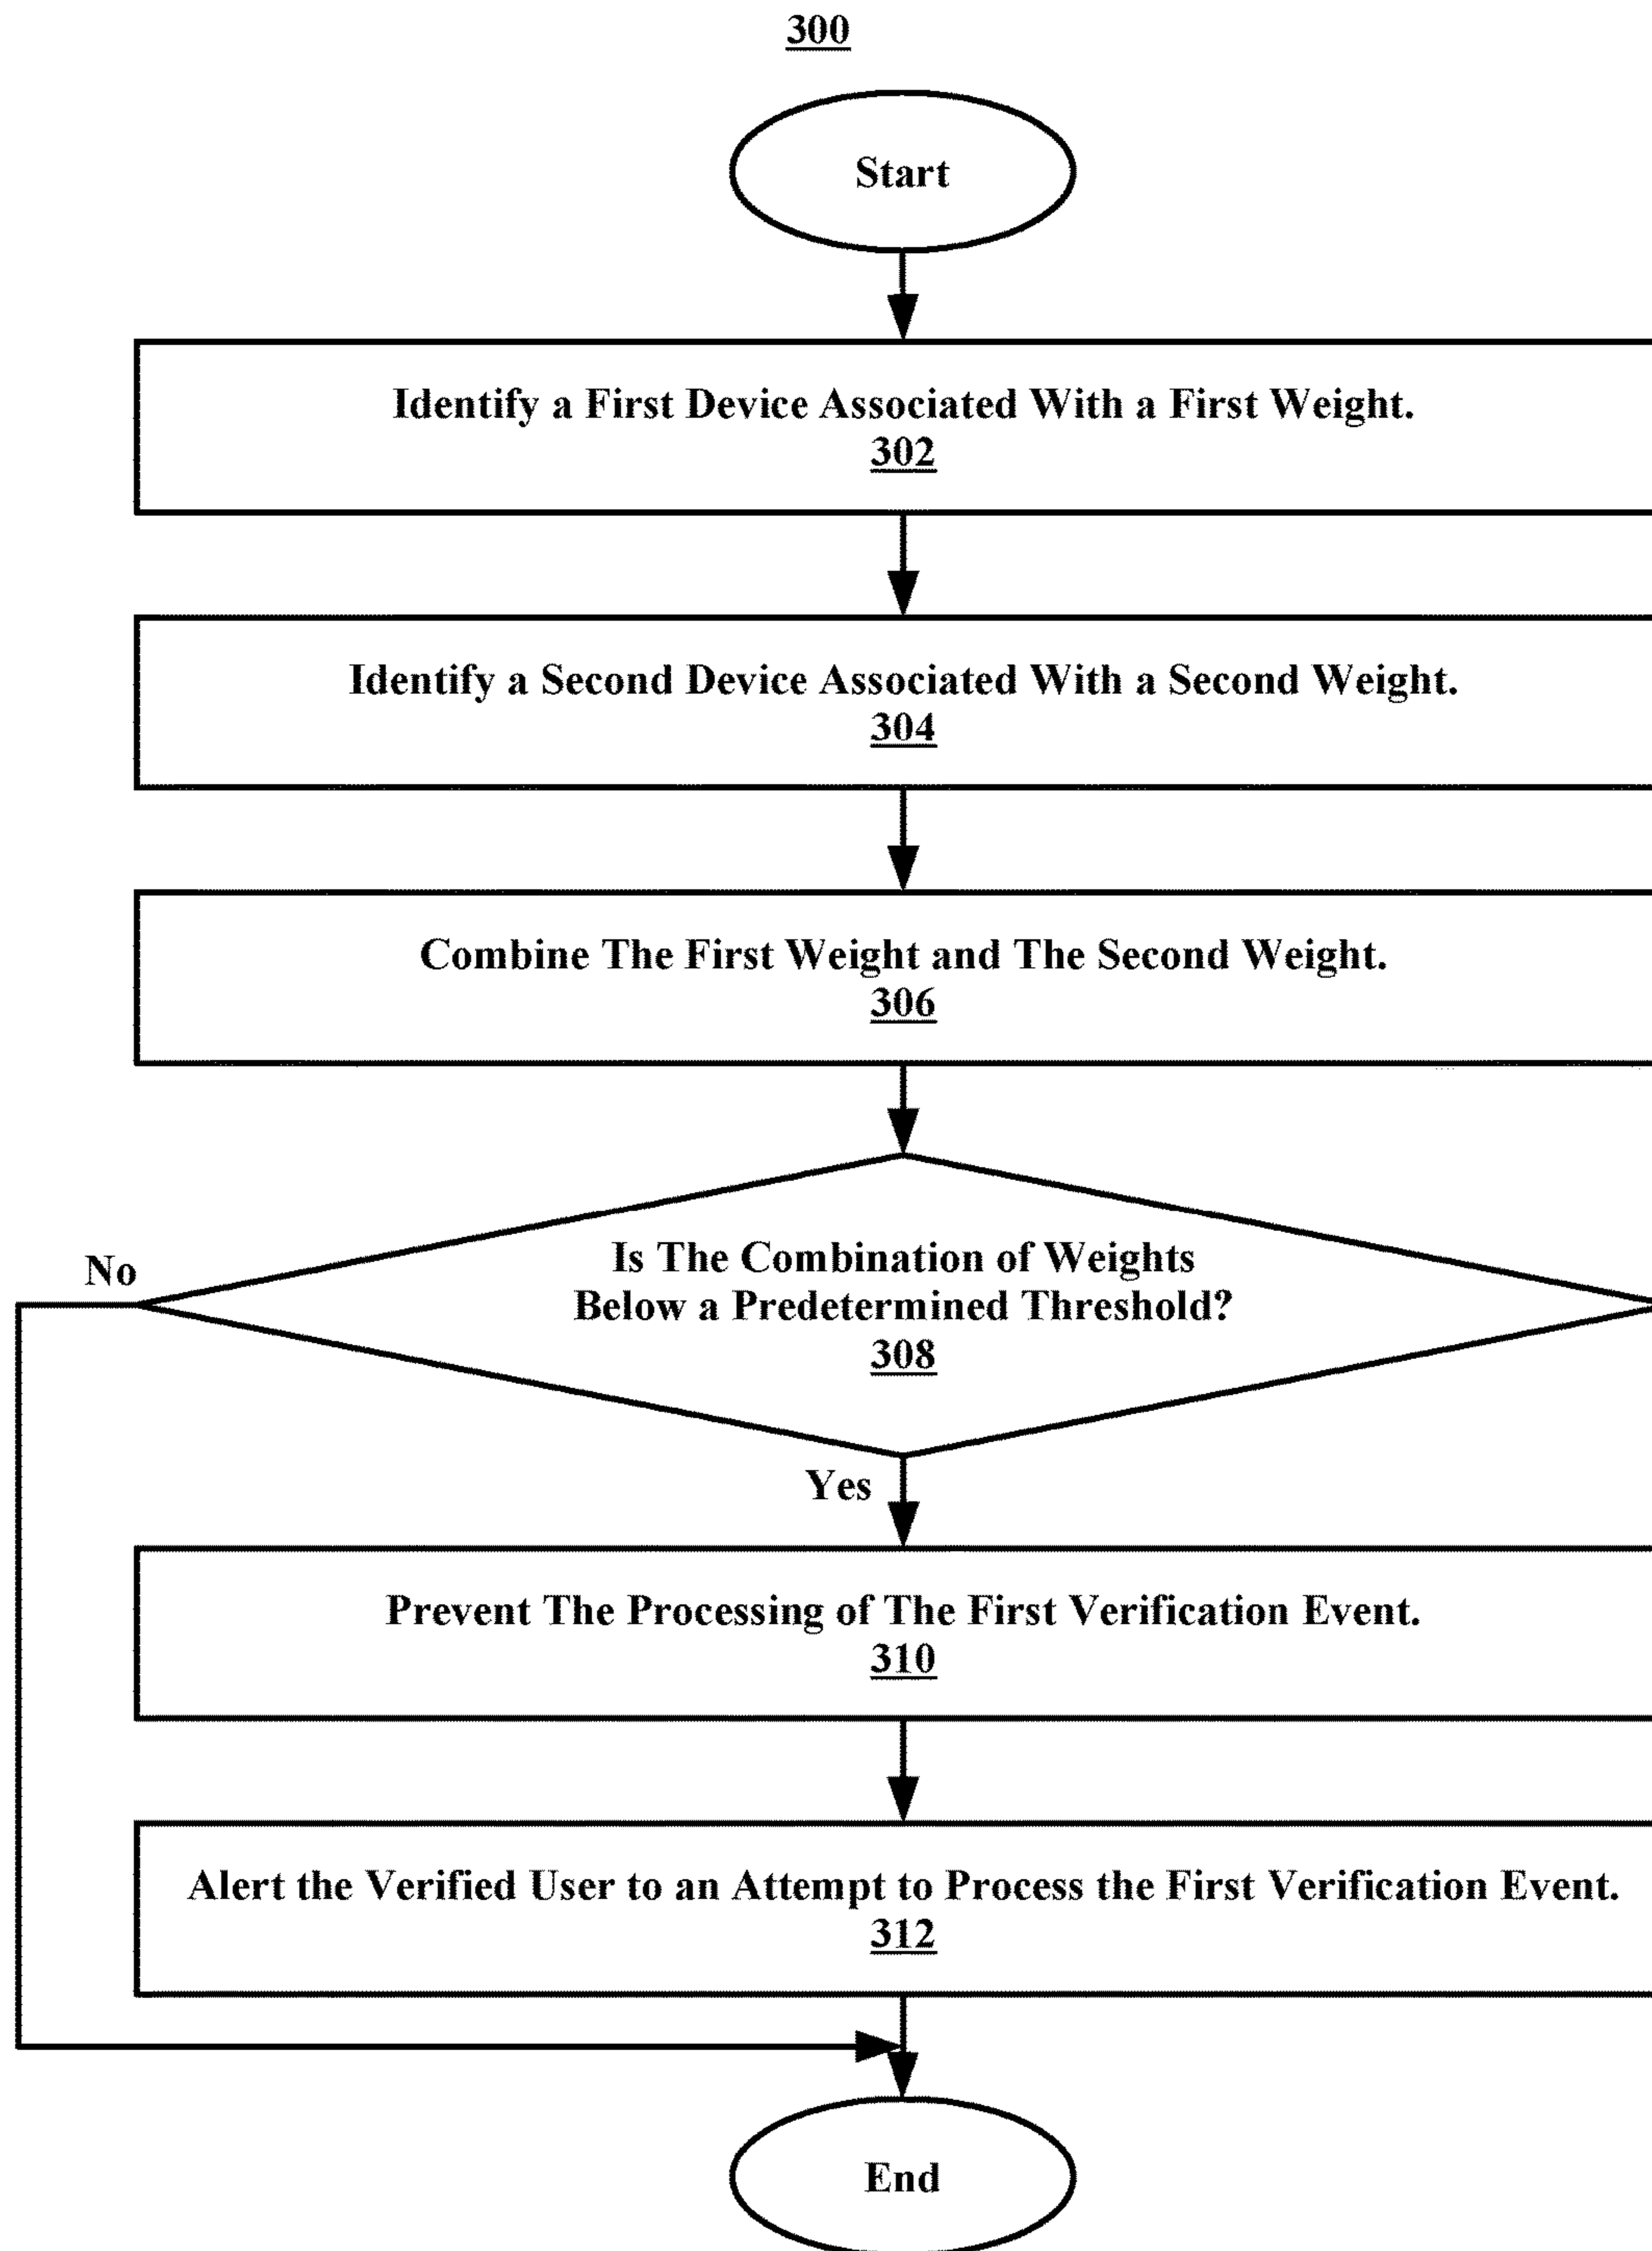 300
Start
Identify a First Device Associated With a First Weight.
302
Identify a Second Device Associated With a Second Weight.
304
Combine The First Weight and The Second Weight.
306
Is The Combination of Weights
Below a Predetermined Threshold?
308
No
Yes
Prevent The Processing of The First Verification Event.
310
Alert the Verified User to an Attempt to Process the First Verification Event.
312
End